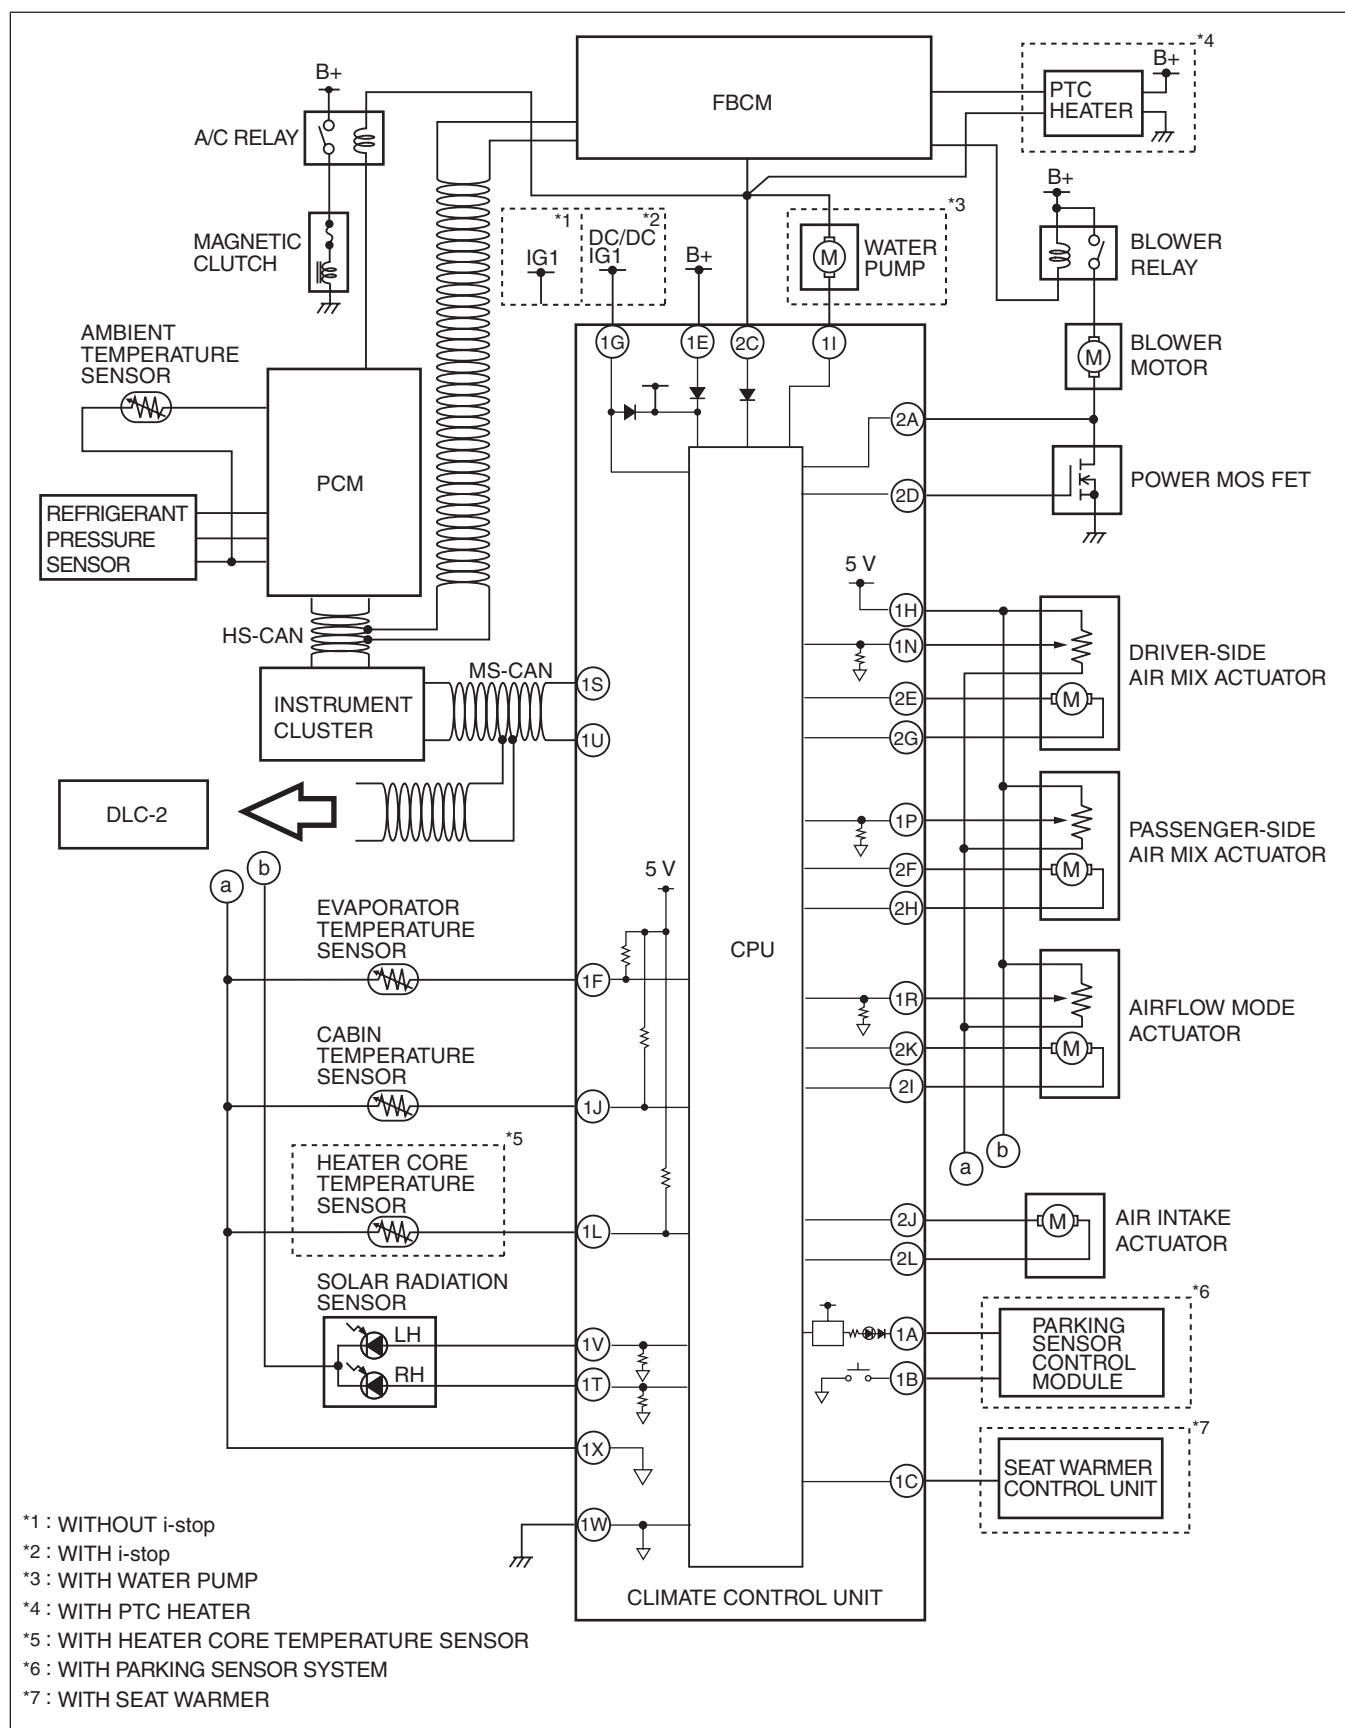 *4
B+
B+
FBCM
PTC
HEATER
A/C RELAY
B+
*1
*2
*3
MAGNETIC
CLUTCH
IG1
DC/DC
IG1
B+
M
WATER
PUMP
BLOWER
RELAY
AMBIENT
TEMPERATURE
SENSOR
1G
1E
2C
1I
M
BLOWER
MOTOR
2A
PCM
2D
POWER MOS FET
REFRIGERANT
PRESSURE
SENSOR
5 V
1H
HS-CAN
1N
DRIVER-SIDE
AIR MIX ACTUATOR
MS-CAN
1S
2E
M
INSTRUMENT
CLUSTER
1U
2G
DLC-2
1P
PASSENGER-SIDE
AIR MIX ACTUATOR
a
b
5 V
2F
M
2H
EVAPORATOR
TEMPERATURE
SENSOR
CPU
1F
1R
AIRFLOW MODE
ACTUATOR
CABIN
TEMPERATURE
SENSOR
2K
M
2I
1J
*5
a
b
HEATER CORE
TEMPERATURE
SENSOR
1L
2J
M
AIR INTAKE
ACTUATOR
2L
SOLAR RADIATION
SENSOR
*6
LH
1V
1A
PARKING
SENSOR
CONTROL
MODULE
RH
1T
1B
*7
1X
SEAT WARMER
CONTROL UNIT
1C
1W
CLIMATE CONTROL UNIT
*1 : WITHOUT i-stop
*2 : WITH i-stop
*3 : WITH WATER PUMP
*4 : WITH PTC HEATER
*5 : WITH HEATER CORE TEMPERATURE SENSOR
*6 : WITH PARKING SENSOR SYSTEM
*7 : WITH SEAT WARMER